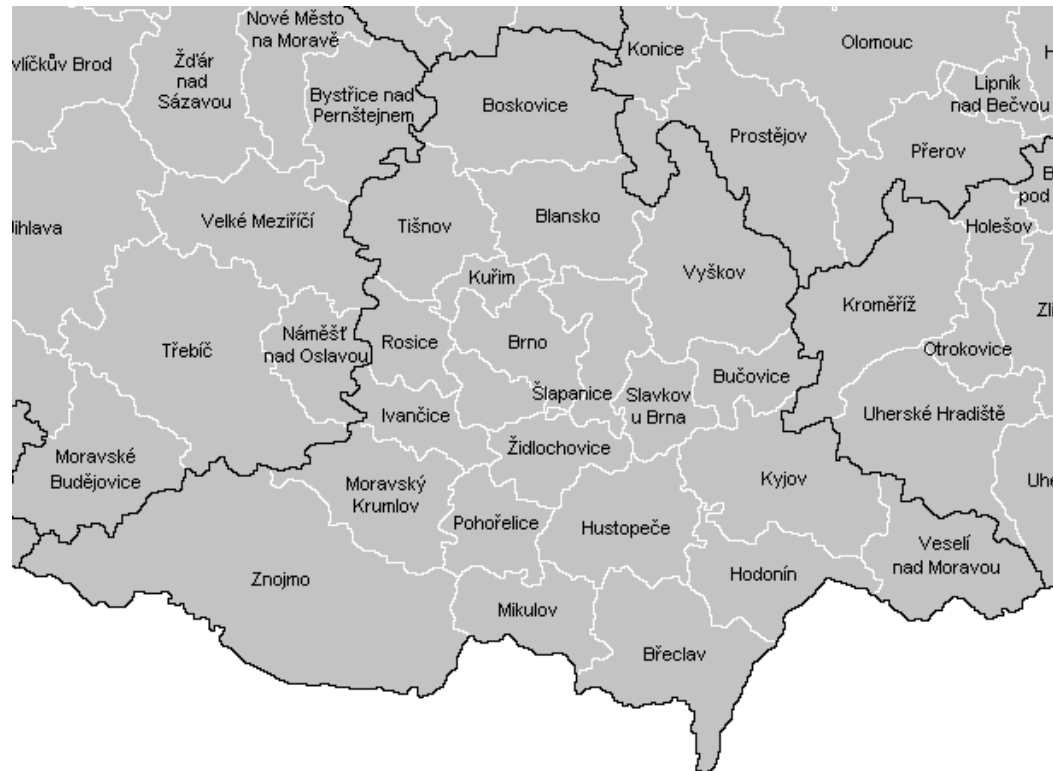 Nové Město
na Moravě
Konice
Olomouc
vlíčkův Brod
Žďár
nad
Sázavou
Bystřice nad
Pernštejnem
Boskovice
Lipník
nad Bečvou
H
Prostějov
Přerov
B
pod
Velké Meziříčí
Jihlava
Tišnov
Blansko
Holešov
Kuřim
Vyškov
Kroměříž
Zlí
Třebíč
Náměšť
nad Oslavou
Rosice
Brno
Otrokovice
Bučovice
Ivančice
Šlapanice
Slavkov
u Brna
Uherské Hradiště
Židlochovice
Moravské
Budějovice
Moravský
Krumlov
Kyjov
Uhe
Pohořelice
Hustopeče
Veselí
nad Moravou
Znojmo
Hodonín
Mikulov
Břeclav